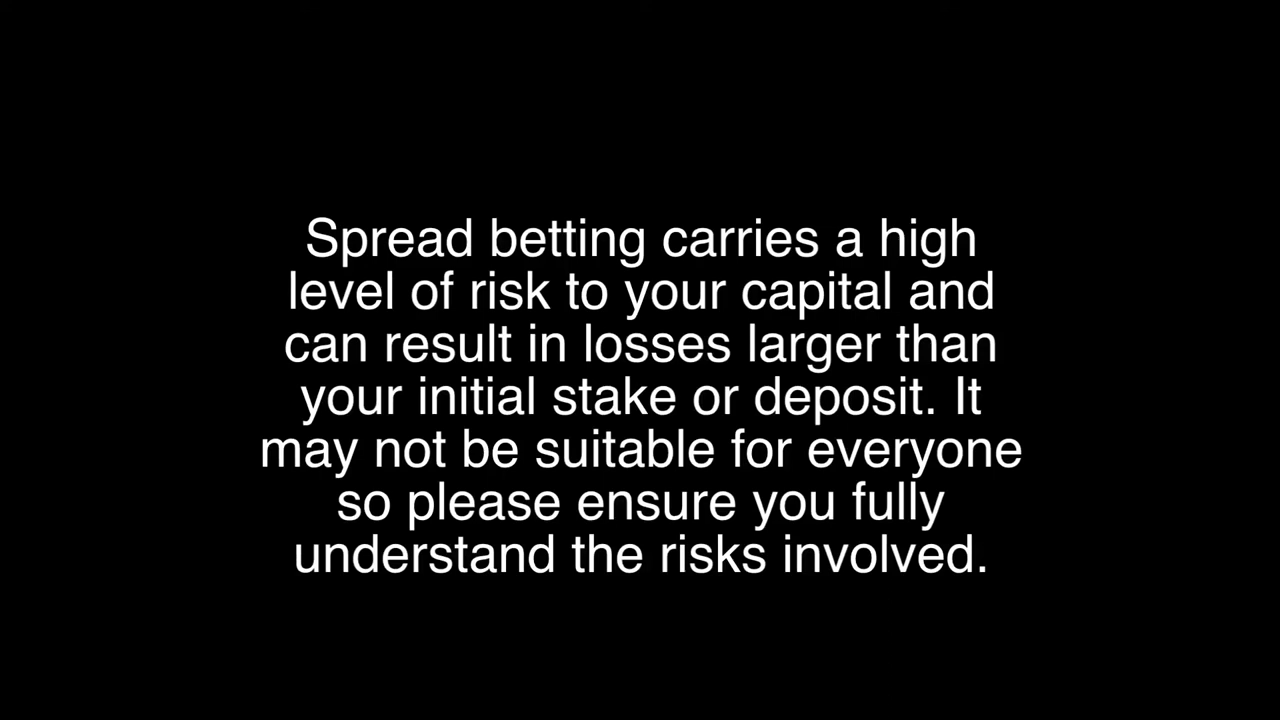 Spread betting carries a high
level of risk to your capital and
can result in losses larger than
your initial stake or deposit. It
may not be suitable for everyone
so please ensure you fully
understand the risks involved.